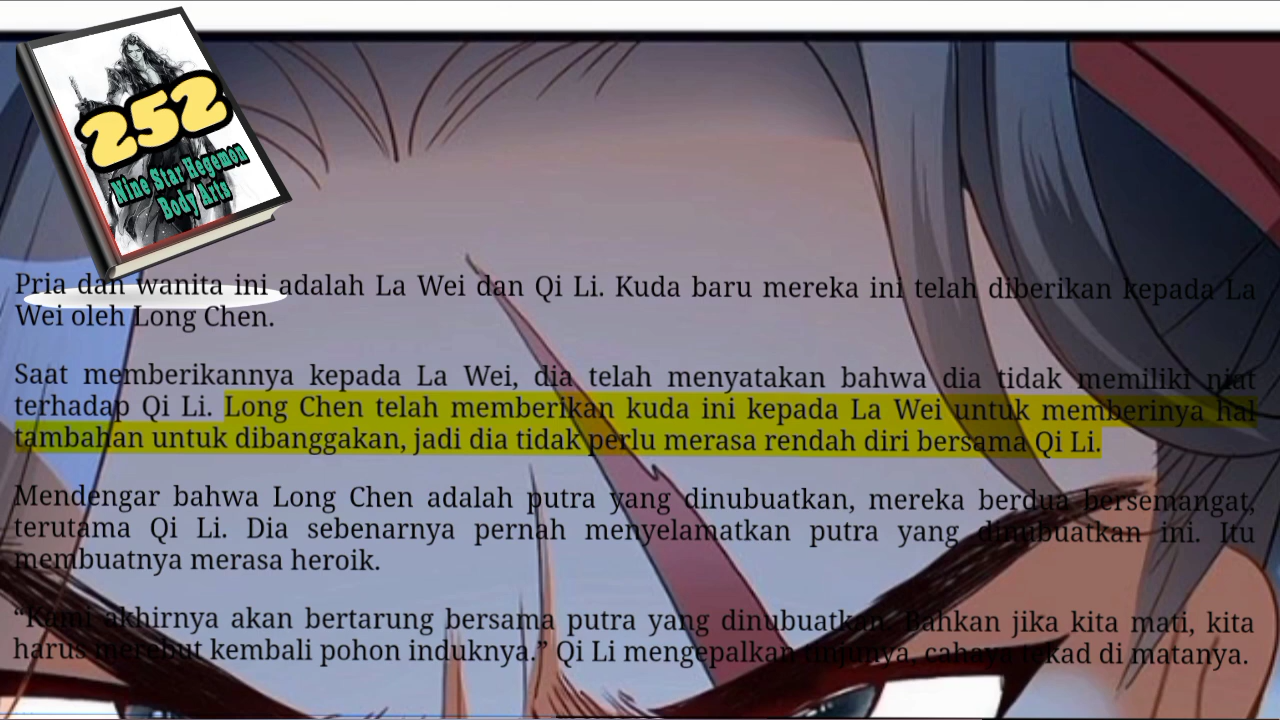 252
Nine Star Hegemon
Body Arts
Pria dan wanita ini adalah La Wei dan Qi Li. Kuda baru mereka ini telah diberikan kepada La
Wei oleh Long Chen.
Saat memberikannya kepada La Wei, dia telah menyatakan bahwa dia tidak memiliki niat
terhadap Qi Li. Long Chen telah memberikan kuda ini kepada La Wei untuk memberinya hal
tambahan untuk dibanggakan, jadi dia tidak perlu merasa rendah diri bersama Qi Li.
Mendengar bahwa Long Chen adalah putra yang dinubuatkan, mereka berdua bersemangat,
terutama Qi Li. Dia sebenarnya pernah menyelamatkan putra yang dinubuatkan ini. Itu
membuatnya merasa heroik.
“Kami akhirnya akan bertarung bersama putra yang dinubuatkan. Bahkan jika kita mati, kita
harus merebut kembali pohon induknya.” Qi Li mengepalkan tinjunya, cahaya tekad di matanya.